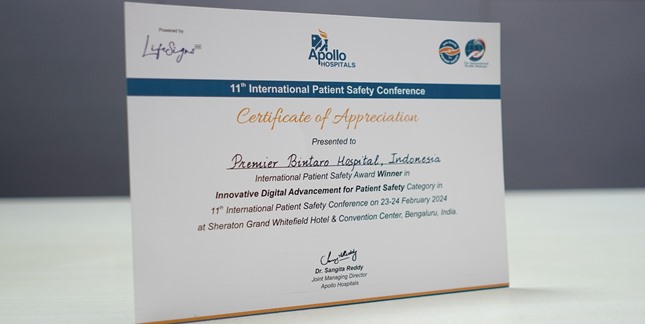 Powered by
LifeSigns
Apollo
HOSPITALS
11th International Patient Safety Conference
Certificate of Appreciation
Presented to
Premier Bintaro Hospital, Indonesia
International Patient Safety Award Winner in
Innovative Digital Advancement for Patient Safety Category in
11th International Patient Safety Conference on 23-24 February 2024
at Sheraton Grand Whitefield Hotel & Convention Center, Bengaluru, India.
Dr. Sangita Reddy
Joint Managing Director
Apollo Hospitals